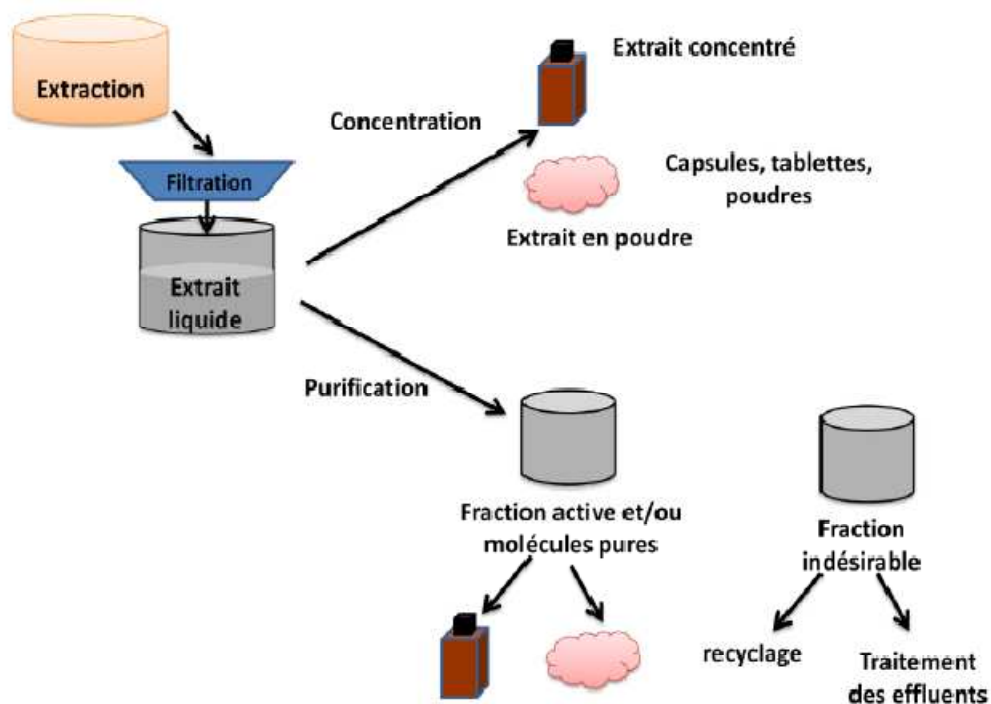 Extraction
Filtration
Extrait
liquide
Concentration
Extrait concentré
Capsules, tablettes,
poudres
Extrait en poudre
Purification
Fraction active et/ou
molécules pures
Fraction
indésirable
recyclage
Traitement
des effluents